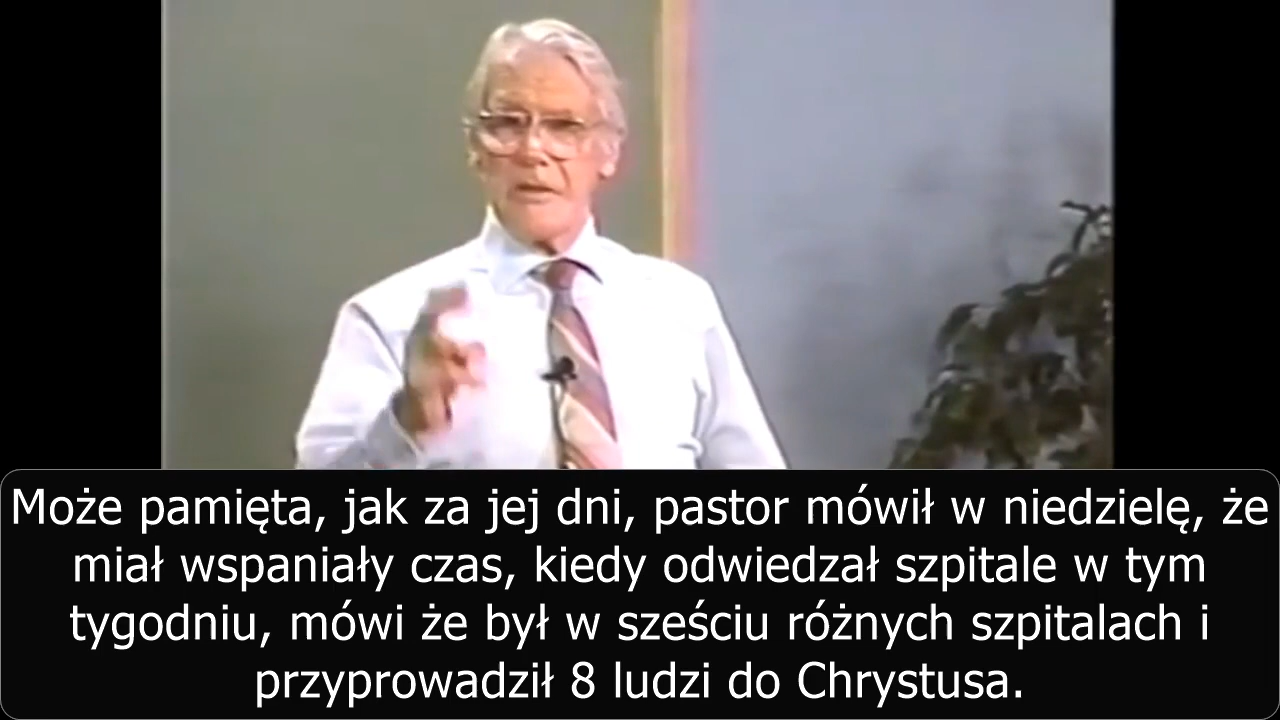 Może pamięta, jak za jej dni, pastor mówił w niedzielę, że
miał wspaniały czas, kiedy odwiedzał szpitale w tym
tygodniu, mówi że był w sześciu różnych szpitalach i
przyprowadził 8 ludzi do Chrystusa.